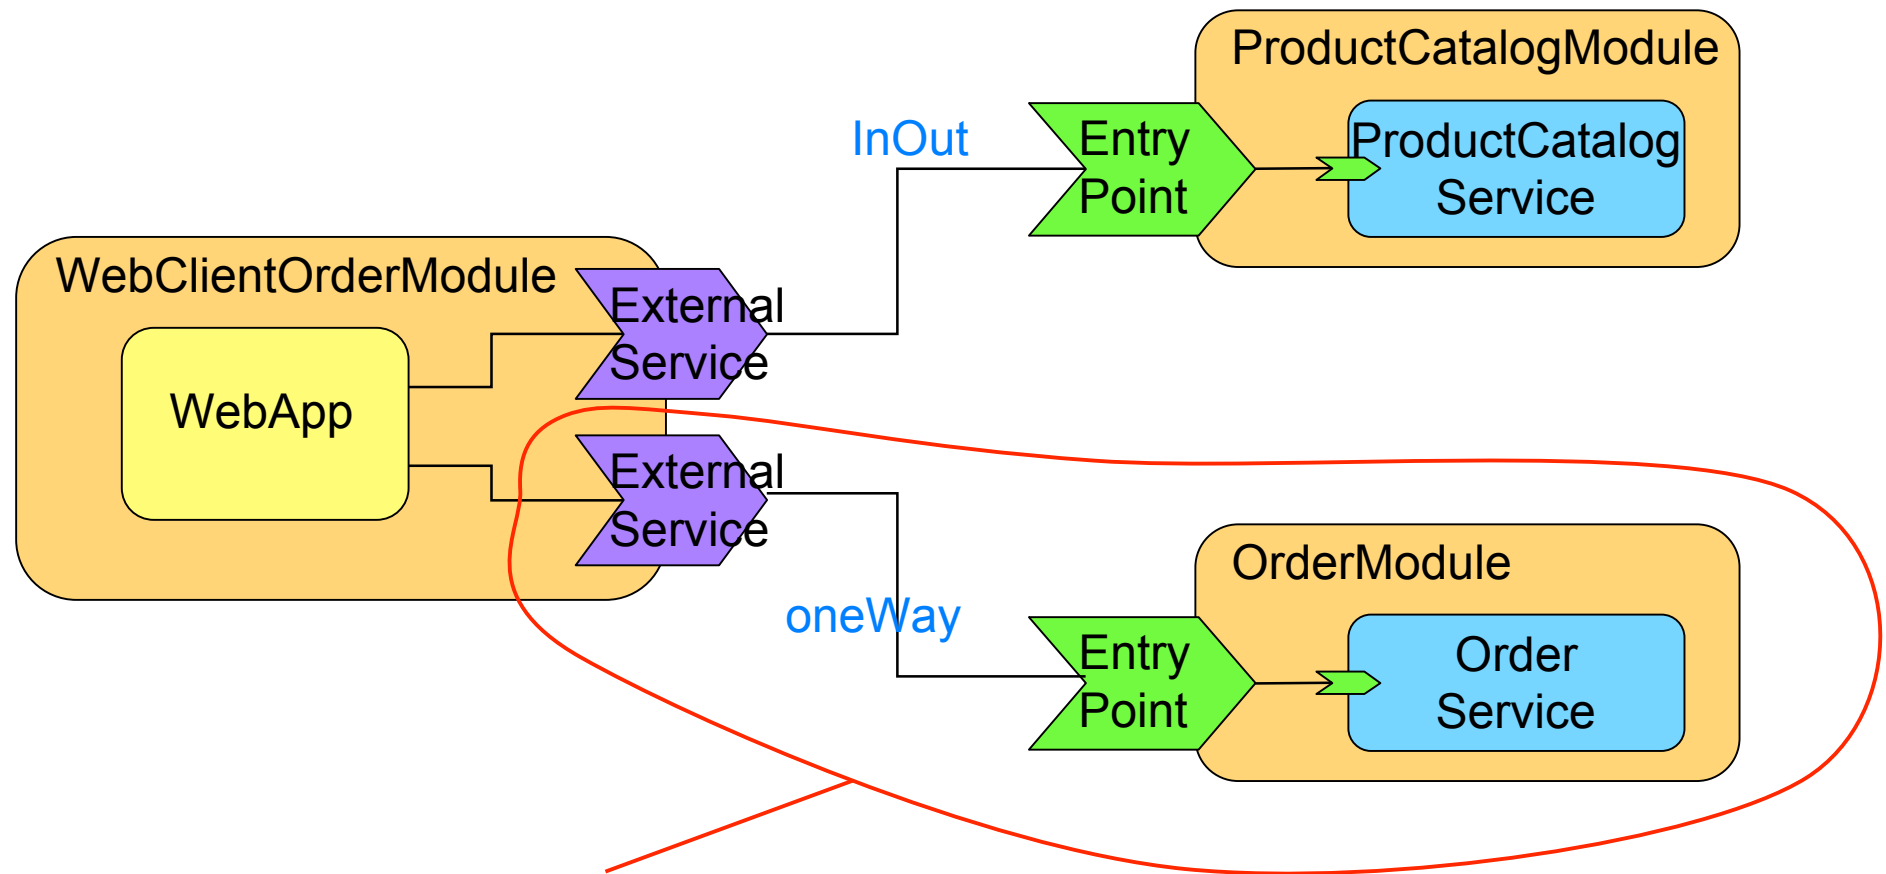 ProductCatalogModule
InOut
Entry
Point
ProductCatalog
Service
WebClientOrderModule
External
Service
WebApp
External
Service
oneWay
OrderModule
Entry
Point
Order
Service